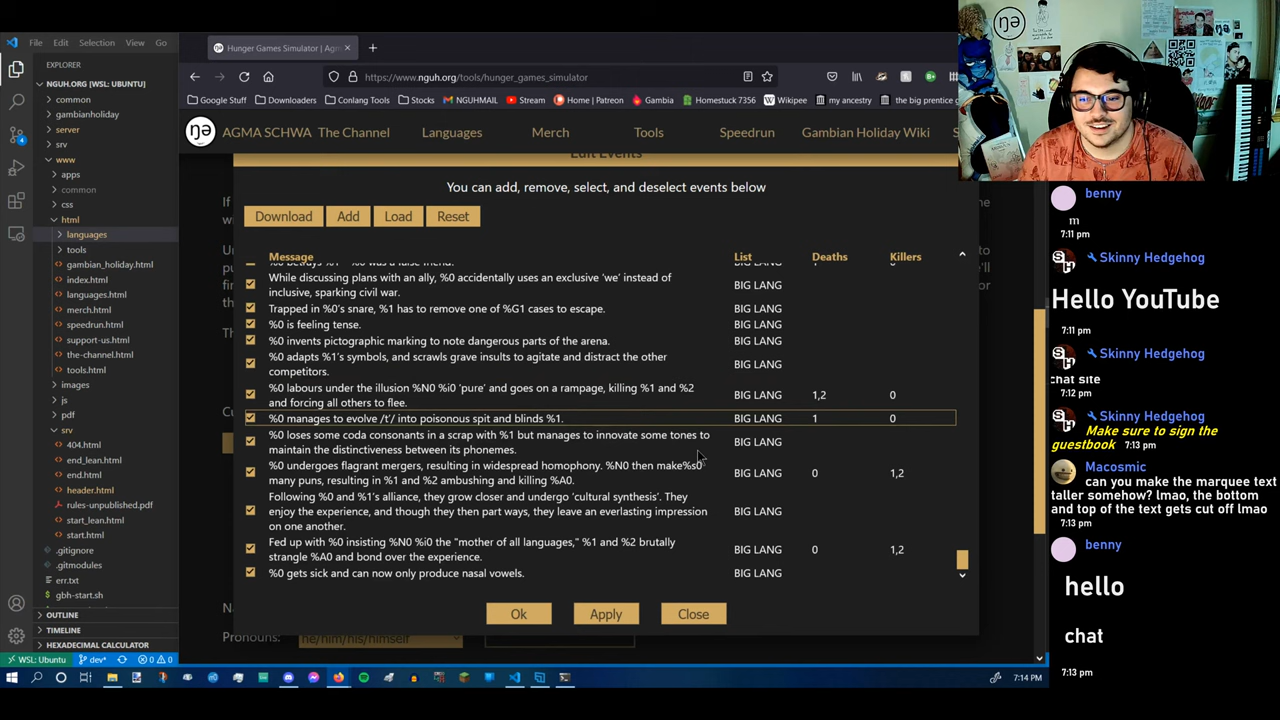 File Edit Selection View Go
EXPLORER
NGUH.ORG [WSL: UBUNTU]
common
gambianholiday
server
srv
www
apps
common
css
html
languages
tools
gambian_holiday.html
index.html
languages.html
merch.html
speedrun.html
support-us.html
the-channel.html
tools.html
images
js
pdf
srv
404.html
end_lean.html
end.html
header.html
rules-unpublished.pdf
start_lean.html
start.html
.gitignore
.gitmodules
err.txt
gbh-start.sh
OUTLINE
TIMELINE
HEXADECIMAL CALCULATOR
WSL: Ubuntu dev* 0 0
Hunger Games Simulator | Agm
https://www.nguh.org/tools/hunger_games_simulator
Google Stuff Downloaders Conlang Tools Stocks NGUHMAIL Stream Home | Patreon Gambia Homestuck 7356 Wikipee my ancestry the big prentice
ŋə AGMA SCHWA The Channel Languages Merch Tools Speedrun Gambian Holiday Wiki
Edit Events
You can add, remove, select, and deselect events below
Download Add Load Reset
Message List Deaths Killers
While discussing plans with an ally, %0 accidentally uses an exclusive ‘we’ instead of
inclusive, sparking civil war. BIG LANG
Trapped in %0's snare, %1 has to remove one of %G1 cases to escape. BIG LANG
%0 is feeling tense. BIG LANG
%0 invents pictographic marking to note dangerous parts of the arena. BIG LANG
%0 adapts %1's symbols, and scrawls grave insults to agitate and distract the other
competitors. BIG LANG
%0 labours under the illusion %N0 %i0 ‘pure’ and goes on a rampage, killing %1 and %2
and forcing all others to flee. BIG LANG 1,2 0
%0 manages to evolve /t'/ into poisonous spit and blinds %1. BIG LANG 1 0
%0 loses some coda consonants in a scrap with %1 but manages to innovate some tones to
maintain the distinctiveness between its phonemes. BIG LANG
%0 undergoes flagrant mergers, resulting in widespread homophony. %N0 then make%s0
many puns, resulting in %1 and %2 ambushing and killing %A0. BIG LANG 0 1,2
Following %0 and %1's alliance, they grow closer and undergo ‘cultural synthesis’. They
enjoy the experience, and though they then part ways, they leave an everlasting impression
on one another. BIG LANG
Fed up with %0 insisting %N0 %i0 the "mother of all languages," %1 and %2 brutally
strangle %A0 and bond over the experience. BIG LANG 0 1,2
%0 gets sick and can now only produce nasal vowels. BIG LANG
Ok Apply Close
Pronouns: he/him/his/himself
7:14 PM
ŋə
benny
m
7:11 pm
Skinny Hedgehog
Hello YouTube
7:11 pm
Skinny Hedgehog
chat site
7:12 pm
Skinny Hedgehog
Make sure to sign the
guestbook 7:13 pm
Macosmic
can you make the marquee text
taller somehow? lmao, the bottom
and top of the text gets cut off lmao
7:13 pm
benny
hello
chat
7:13 pm